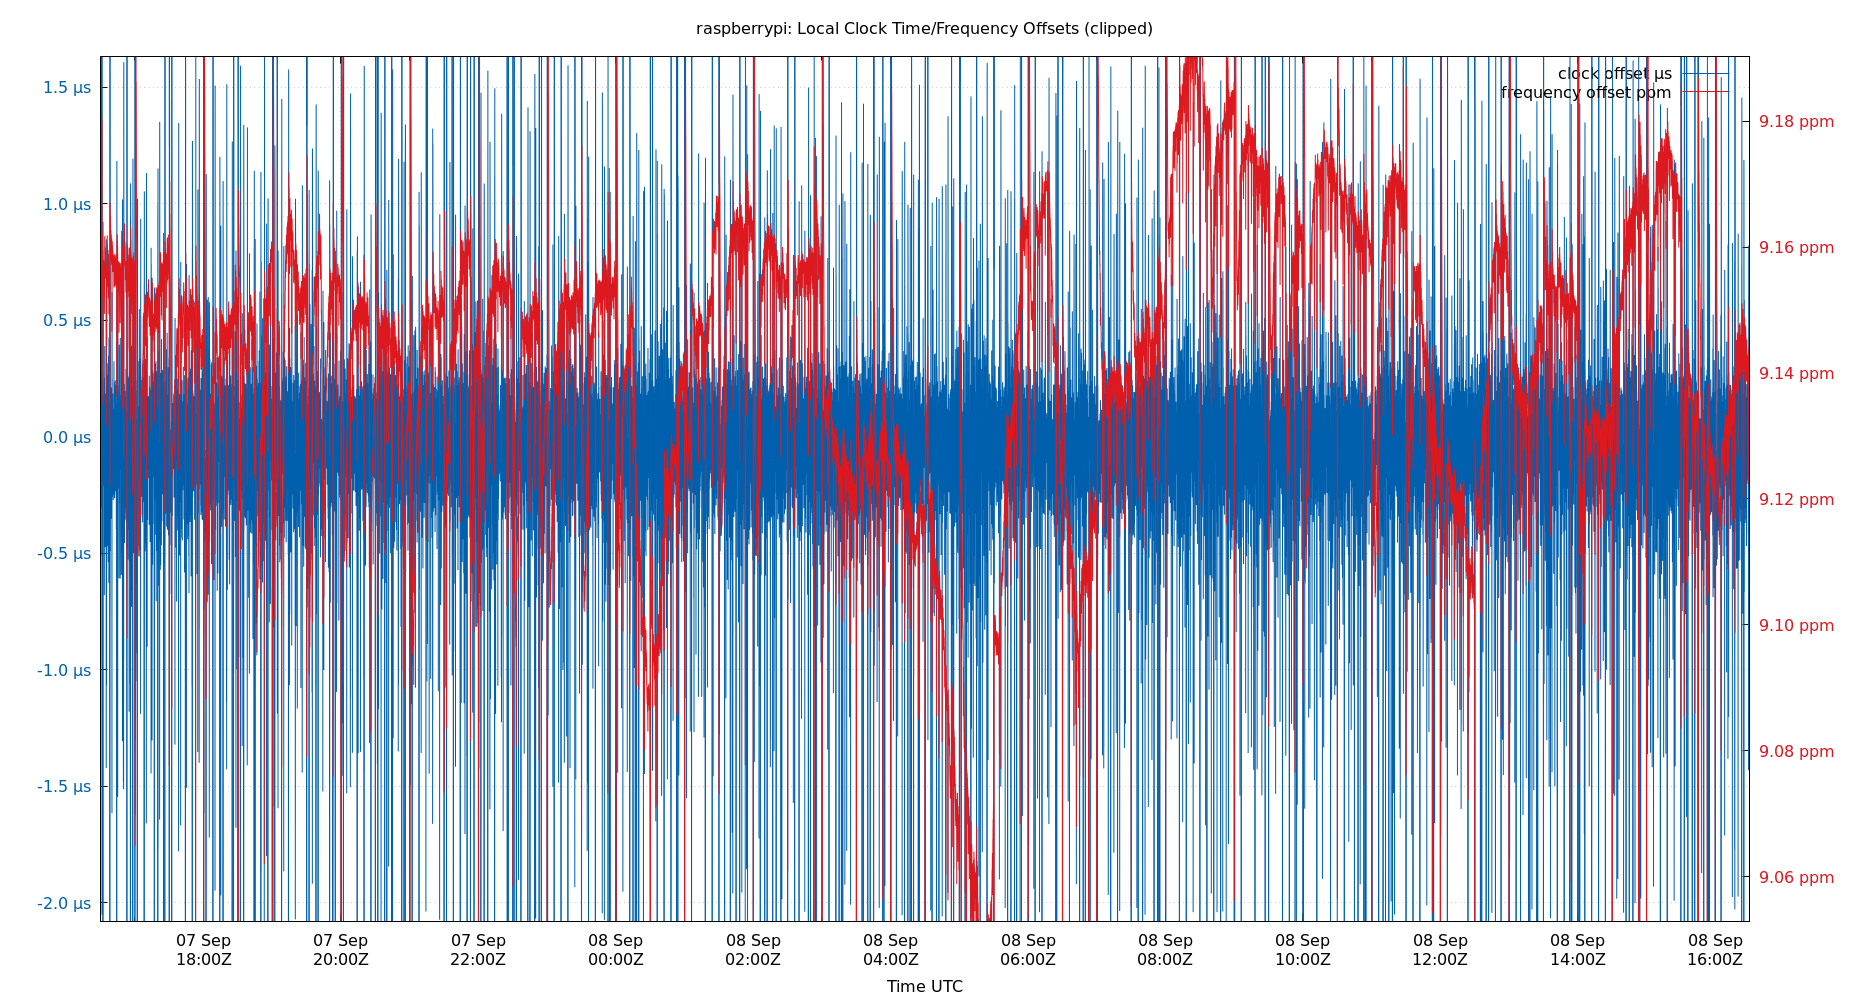 raspberrypi: Local Clock Time/Frequency Offsets (clipped)
clock offset µs
frequency offset ppm
1.5 µs
1.0 µs
0.5 µs
0.0 µs
-0.5 µs
-1.0 µs
-1.5 µs
-2.0 µs
9.18 ppm
9.16 ppm
9.14 ppm
9.12 ppm
9.10 ppm
9.08 ppm
9.06 ppm
07 Sep 07 Sep 07 Sep 08 Sep 08 Sep 08 Sep 08 Sep 08 Sep 08 Sep 08 Sep 08 Sep 08 Sep
18:00Z 20:00Z 22:00Z 00:00Z 02:00Z 04:00Z 06:00Z 08:00Z 10:00Z 12:00Z 14:00Z 16:00Z
Time UTC